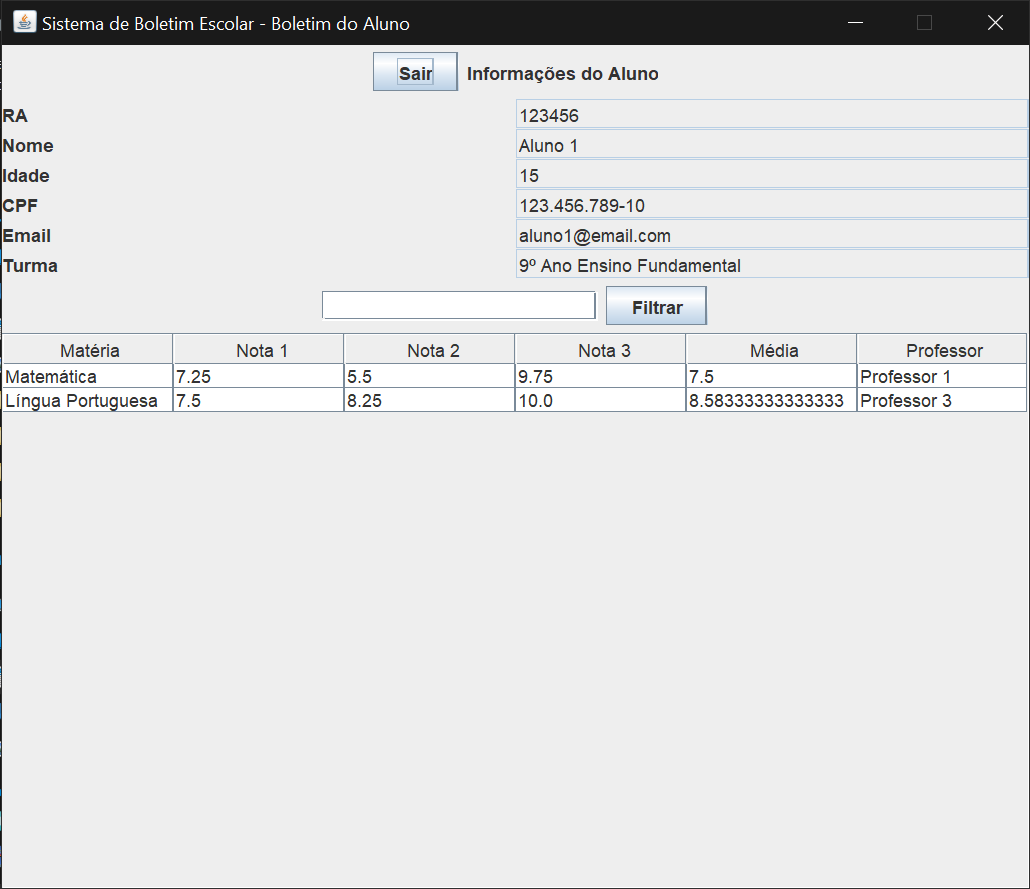 Sistema de Boletim Escolar - Boletim do Aluno
Sair Informações do Aluno
RA 123456
Nome Aluno 1
Idade 15
CPF 123.456.789-10
Email aluno1@email.com
Turma 9º Ano Ensino Fundamental
Filtrar
Matéria Nota 1 Nota 2 Nota 3 Média Professor
Matemática 7.25 5.5 9.75 7.5 Professor 1
Língua Portuguesa 7.5 8.25 10.0 8.58333333333333 Professor 3